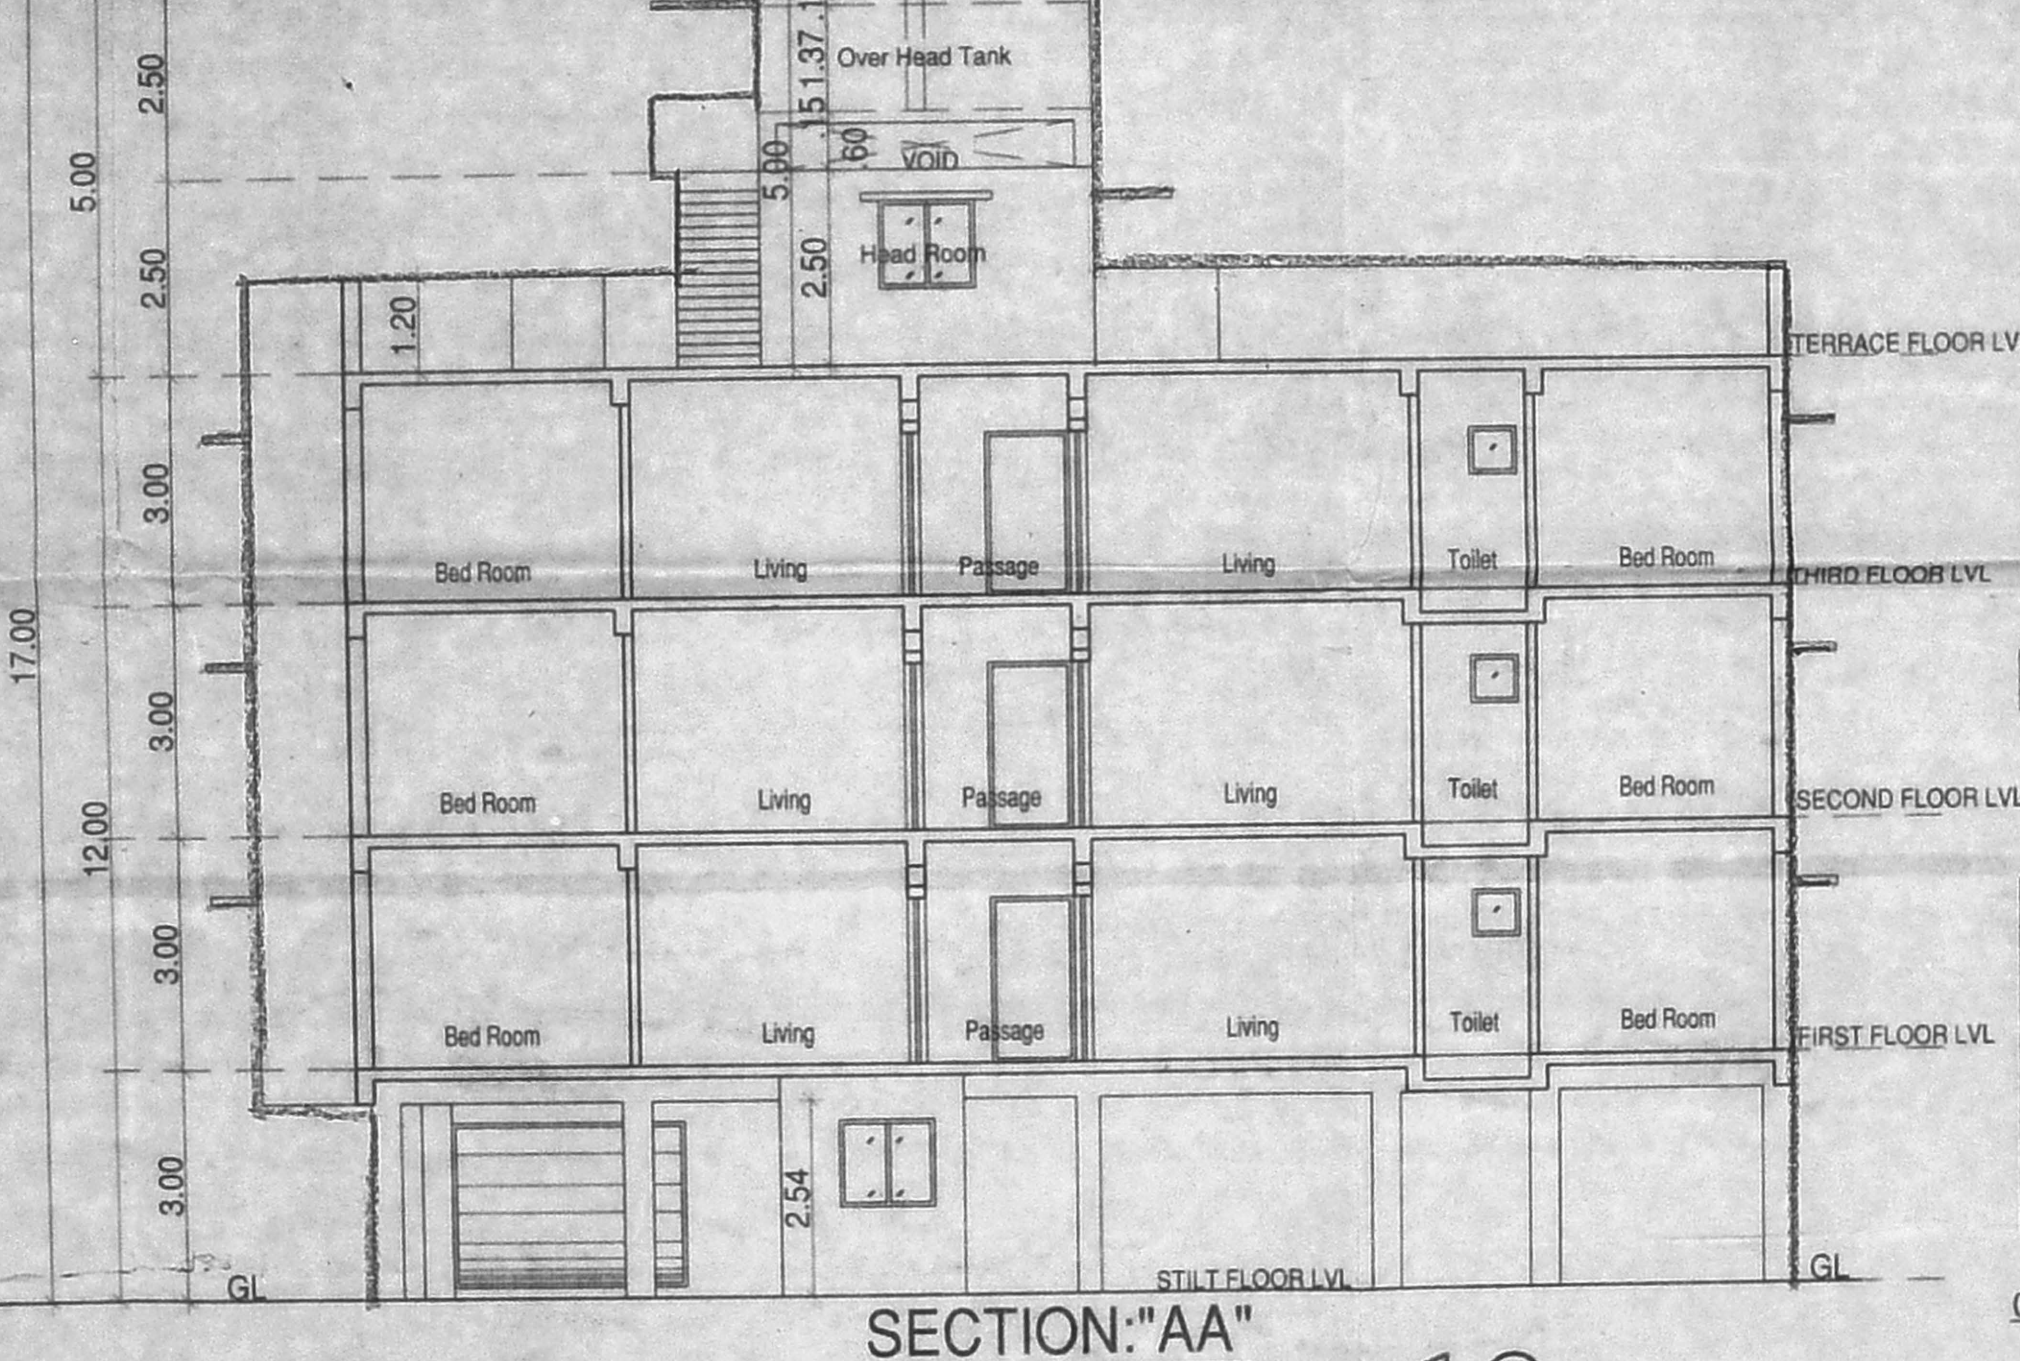 2.50
1.37
.15
Over Head Tank
5.00
5.00
.60
VOID
2.50
2.50
Head Room
1.20
TERRACE FLOOR LV
3.00
Bed Room
Living
Passage
Living
Toilet
Bed Room
THIRD FLOOR LVL
17.00
3.00
Bed Room
Living
Passage
Living
Toilet
Bed Room
SECOND FLOOR LVL
12.00
3.00
Bed Room
Living
Passage
Living
Toilet
Bed Room
FIRST FLOOR LVL
3.00
2.54
GL
STILT FLOOR LVL
GL
SECTION:"AA"